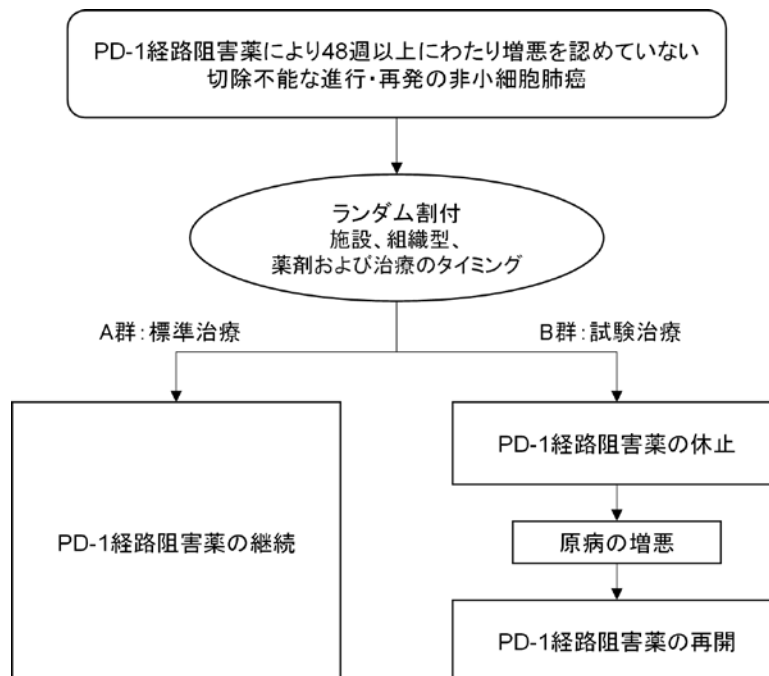 PD-1経路阻害薬により48週以上にわたり増悪を認めていない
切除不能な進行・再発の非小細胞肺癌
ランダム割付
施設、組織型、
薬剤および治療のタイミング
A群：標準治療
B群：試験治療
PD-1経路阻害薬の継続
PD-1経路阻害薬の休止
原病の増悪
PD-1経路阻害薬の再開